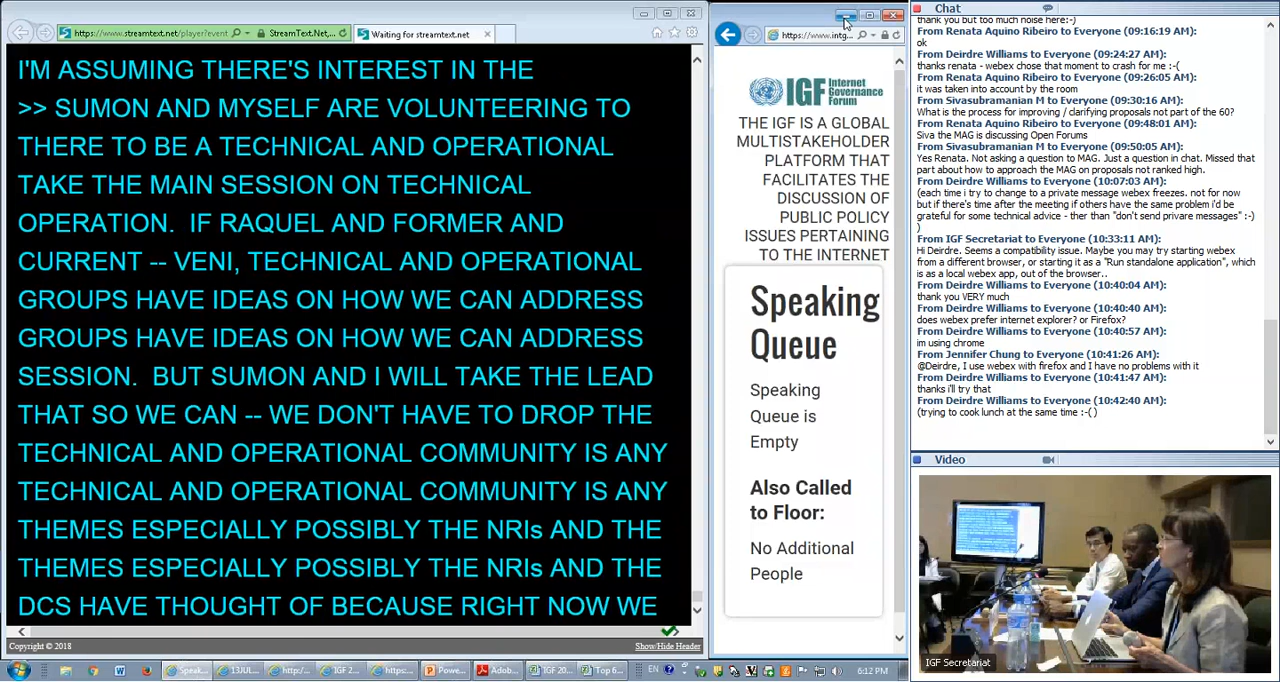 https://www.streamtext.net/player?event
StreamText.Net,
Waiting for streamtext.net
I'M ASSUMING THERE'S INTEREST IN THE
>> SUMON AND MYSELF ARE VOLUNTEERING TO
THERE TO BE A TECHNICAL AND OPERATIONAL
TAKE THE MAIN SESSION ON TECHNICAL
OPERATION.  IF RAQUEL AND FORMER AND
CURRENT -- VENI, TECHNICAL AND OPERATIONAL
GROUPS HAVE IDEAS ON HOW WE CAN ADDRESS
GROUPS HAVE IDEAS ON HOW WE CAN ADDRESS
SESSION.  BUT SUMON AND I WILL TAKE THE LEAD
THAT SO WE CAN -- WE DON'T HAVE TO DROP THE
TECHNICAL AND OPERATIONAL COMMUNITY IS ANY
TECHNICAL AND OPERATIONAL COMMUNITY IS ANY
THEMES ESPECIALLY POSSIBLY THE NRIs AND THE
THEMES ESPECIALLY POSSIBLY THE NRIs AND THE
DCS HAVE THOUGHT OF BECAUSE RIGHT NOW WE
Copyright © 2018
Show/Hide Header
https://www.intg...
IGF Internet
Governance
Forum
THE IGF IS A GLOBAL
MULTISTAKEHOLDER
PLATFORM THAT
FACILITATES THE
DISCUSSION OF
PUBLIC POLICY
ISSUES PERTAINING
TO THE INTERNET
Speaking
Queue
Speaking
Queue is
Empty
Also Called
to Floor:
No Additional
People
Chat
thank you but too much noise here:-)
From Renata Aquino Ribeiro to Everyone (09:16:19 AM):
ok
From Deirdre Williams to Everyone (09:24:27 AM):
thanks renata - webex chose that moment to crash for me :-(
From Renata Aquino Ribeiro to Everyone (09:26:05 AM):
it was taken into account by the room
From Sivasubramanian M to Everyone (09:30:16 AM):
What is the process for improving / clarifying proposals not part of the 60?
From Renata Aquino Ribeiro to Everyone (09:48:01 AM):
Siva the MAG is discussing Open Forums
From Sivasubramanian M to Everyone (09:50:05 AM):
Yes Renata. Not asking a question to MAG. Just a question in chat. Missed that
part about how to approach the MAG on proposals not ranked high.
From Deirdre Williams to Everyone (10:07:03 AM):
(each time i try to change to a private message webex freezes. not for now
but if there's time after the meeting if others have the same problem i'd be
grateful for some technical advice - ther than "don't send private messages" :-)
)
From IGF Secretariat to Everyone (10:33:11 AM):
Hi Deirdre. Seems a compatibility issue. Maybe you may try starting webex
from a different browser, or starting it as a "Run standalone application", which
is as a local webex app, out of the browser..
From Deirdre Williams to Everyone (10:40:04 AM):
thank you VERY much
From Deirdre Williams to Everyone (10:40:40 AM):
does webex prefer internet explorer? or Firefox?
From Deirdre Williams to Everyone (10:40:57 AM):
im using chrome
From Jennifer Chung to Everyone (10:41:26 AM):
@Deirdre, I use webex with firefox and I have no problems with it
From Deirdre Williams to Everyone (10:41:47 AM):
thanks i'll try that
From Deirdre Williams to Everyone (10:42:40 AM):
(trying to cook lunch at the same time :-( )
Video
IGF Secretariat
Speak...
13JUL...
http:/...
IGF 2...
https:...
Powe...
Adob...
IGF 20...
Top 6...
EN
6:12 PM